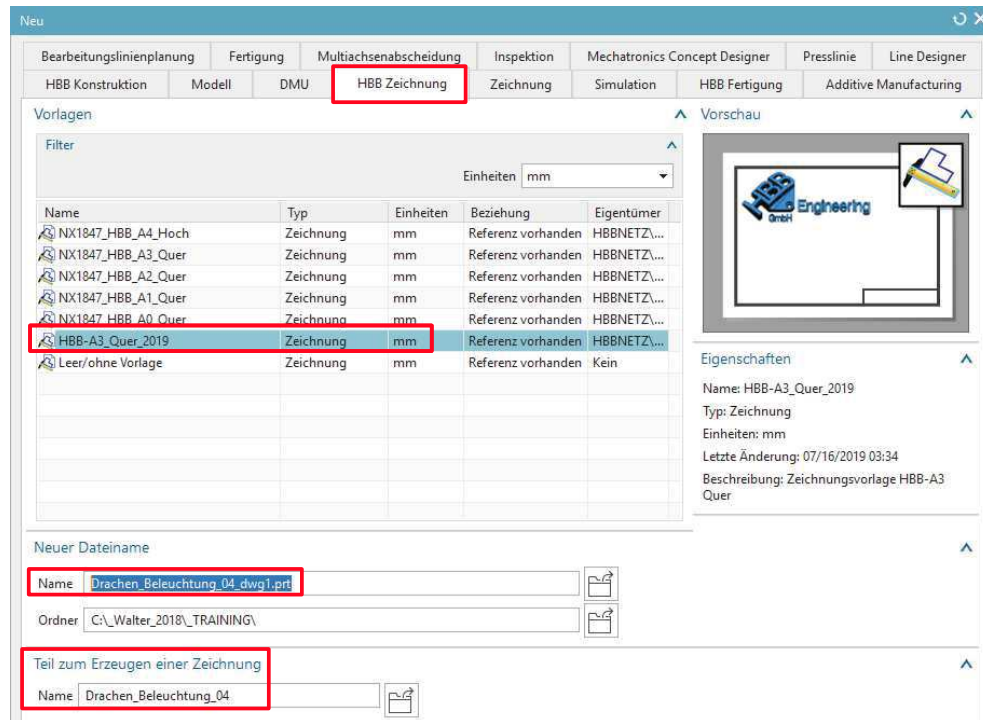 Neu
Bearbeitungslinienplanung Fertigung Multiachsenabscheidung Inspektion Mechatronics Concept Designer Presslinie Line Designer
HBB Konstruktion Modell DMU HBB Zeichnung Zeichnung Simulation HBB Fertigung Additive Manufacturing
Vorlagen
Filter
Einheiten mm
Name Typ Einheiten Beziehung Eigentümer
NX1847_HBB_A4_Hoch Zeichnung mm Referenz vorhanden HBBNETZ\...
NX1847_HBB_A3_Quer Zeichnung mm Referenz vorhanden HBBNETZ\...
NX1847_HBB_A2_Quer Zeichnung mm Referenz vorhanden HBBNETZ\...
NX1847_HBB_A1_Quer Zeichnung mm Referenz vorhanden HBBNETZ\...
NX1847_HBB_A0_Quer Zeichnung mm Referenz vorhanden HBBNETZ\...
HBB-A3_Quer_2019 Zeichnung mm Referenz vorhanden HBBNETZ\...
Leer/ohne Vorlage Zeichnung mm Referenz vorhanden Kein
Vorschau
HBB Engineering
GmbH
Eigenschaften
Name: HBB-A3_Quer_2019
Typ: Zeichnung
Einheiten: mm
Letzte Änderung: 07/16/2019 03:34
Beschreibung: Zeichnungsvorlage HBB-A3
Quer
Neuer Dateiname
Name Drachen_Beleuchtung_04_dwg1.prt
Ordner C:\_Walter_2018\_TRAINING\
Teil zum Erzeugen einer Zeichnung
Name Drachen_Beleuchtung_04